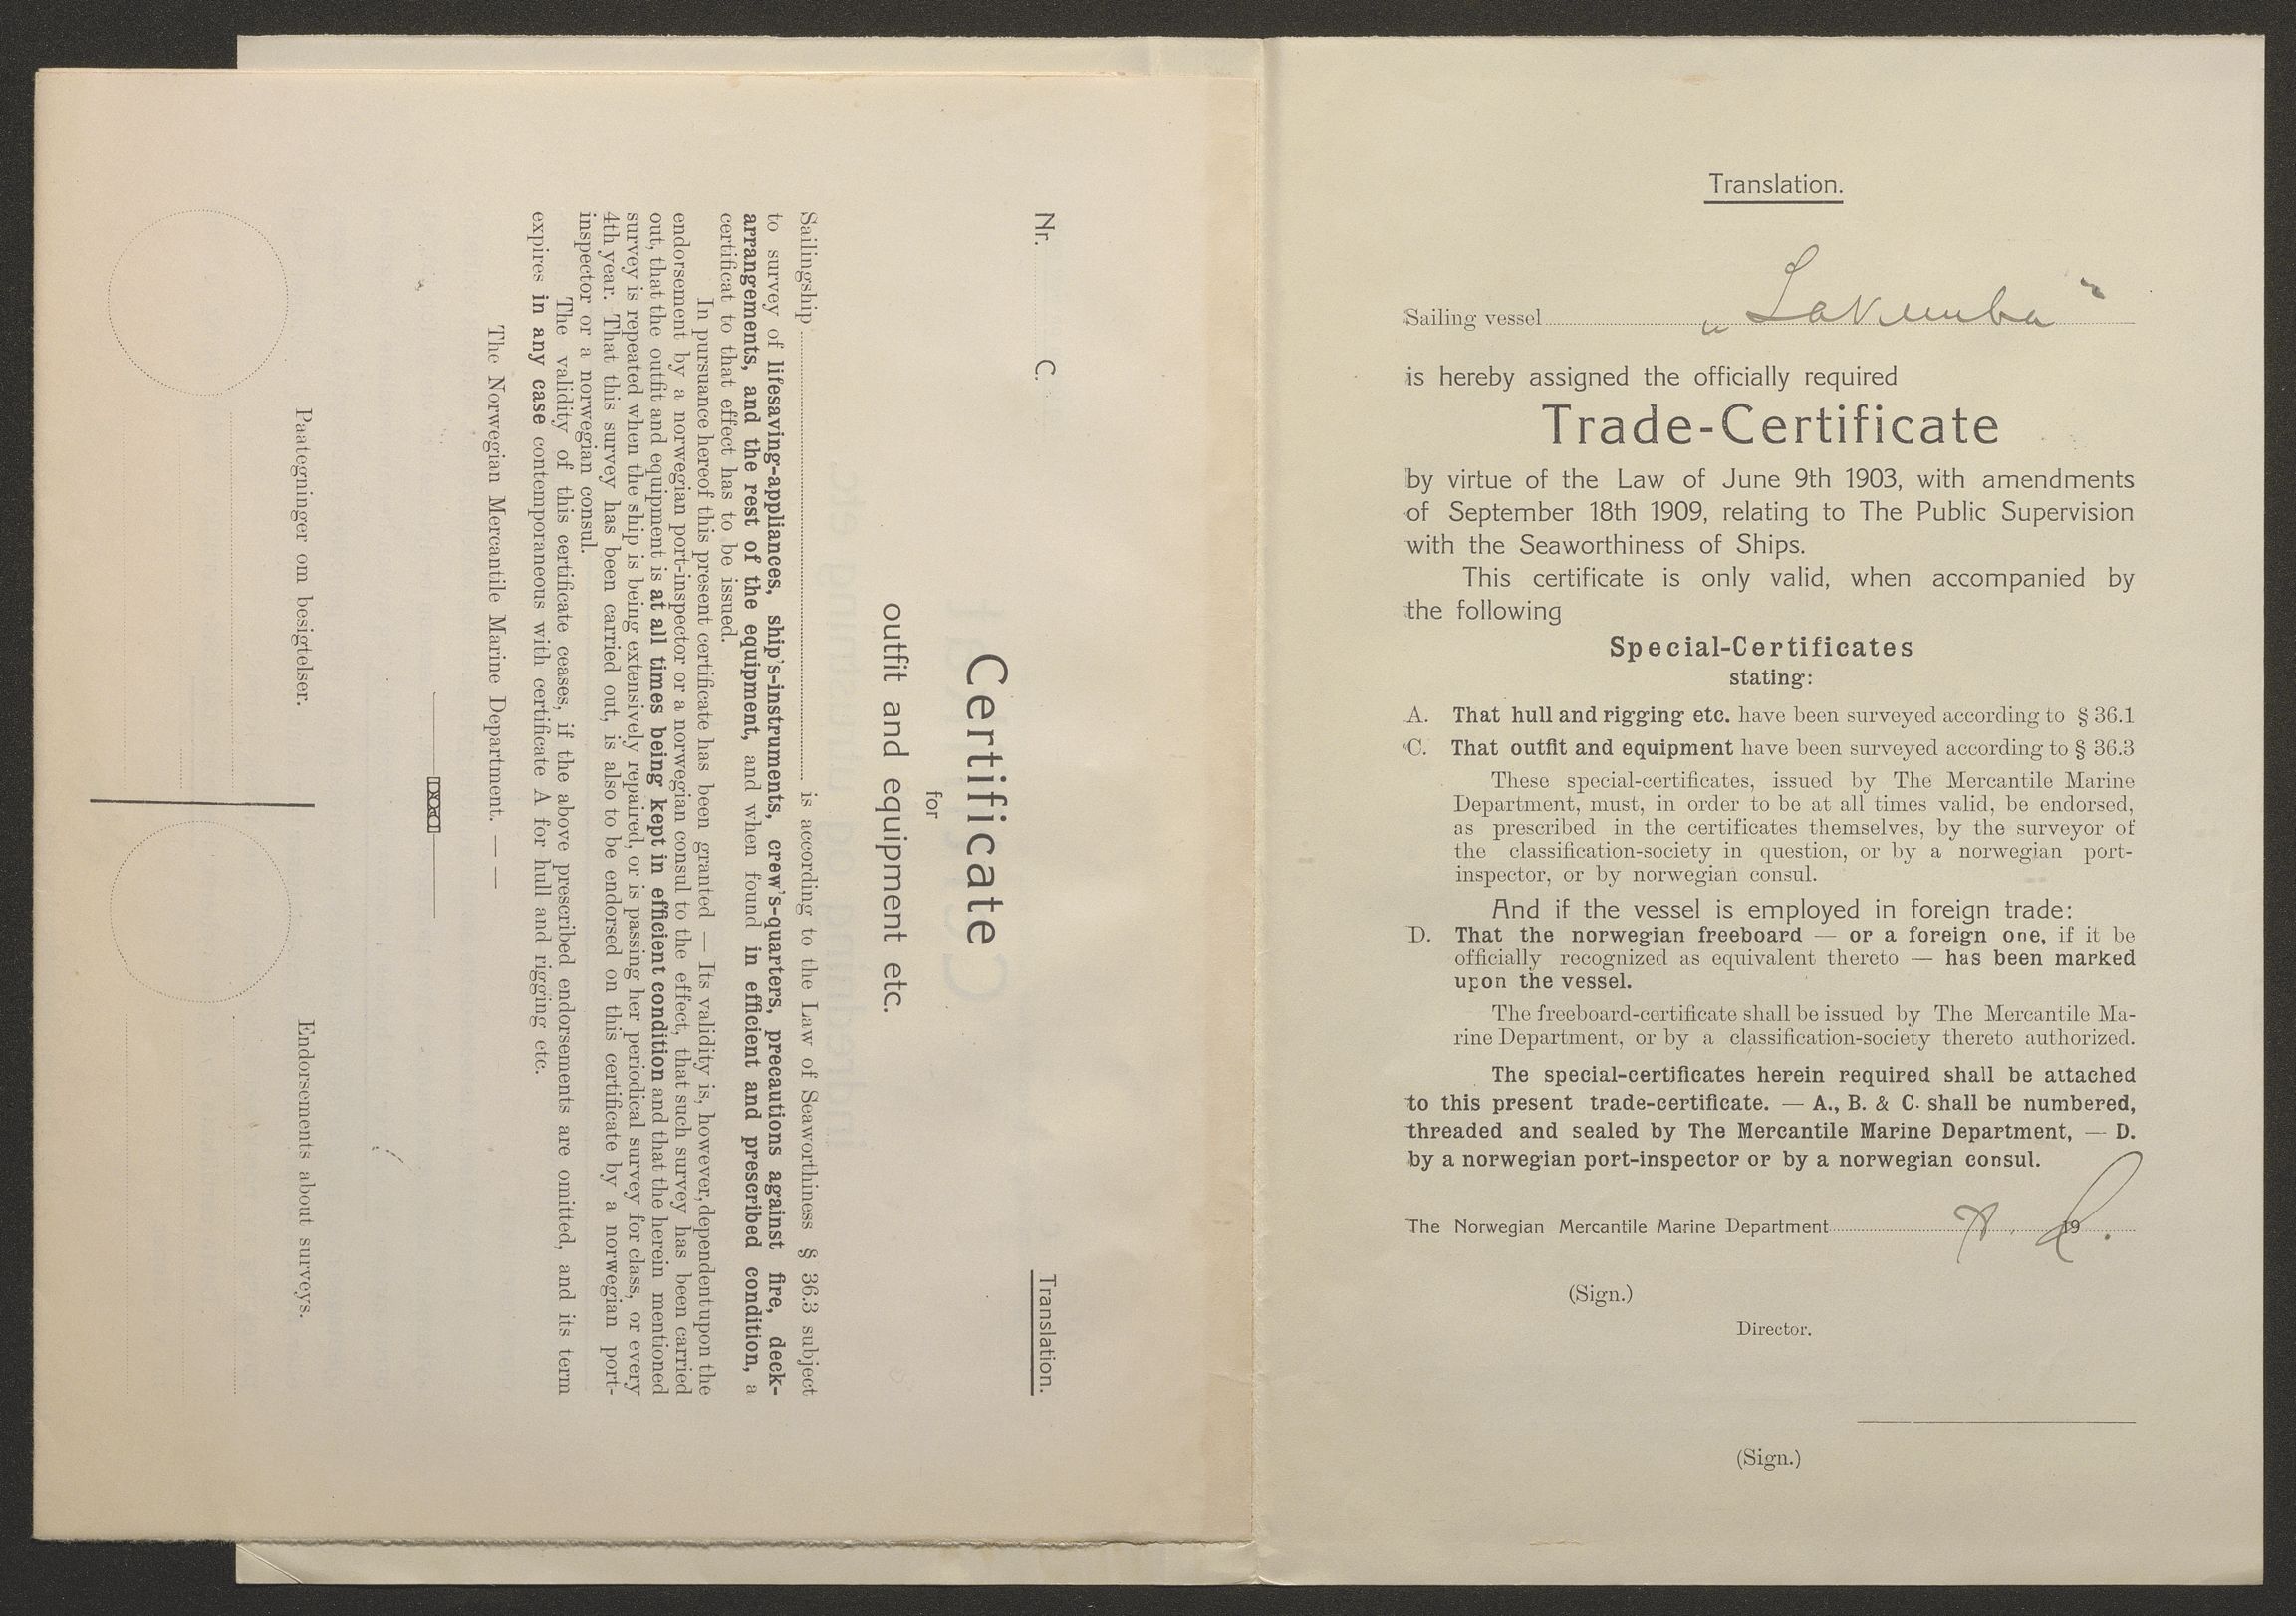 Nr. C. Translation.
Certificate
for
outfit and equipment etc.
Sailingship is according to the Law of Seaworthiness § 36.3 subject
to survey of lifesaving-appliances, ship's-instruments, crew's-quarters, precautions against fire, deck-
arrangements, and the rest of the equipment, and when found in efficient and prescribed condition, a
certificat to that effect has to be issued.
In pursuance hereof this present certificate has been granted — Its validity is, however, dependent upon the
endorsement by a norwegian port-inspector or a norwegian consul to the effect, that such survey has been carried
out, that the outfit and equipment is at all times being kept in efficient condition and that the herein mentioned
survey is repeated when the ship is being extensively repaired, or is passing her periodical survey for class, or every
4th year. That this survey has been carried out, is also to be endorsed on this certificate by a norwegian port-
inspector or a norwegian consul.
The validity of this certificate ceases, if the above prescribed endorsements are omitted, and its term
expires in any case contemporaneous with certificate A for hull and rigging etc.
The Norwegian Mercantile Marine Department. — —
Paategninger om besigtelser. Endorsements about surveys.
Translation.
Sailing vessel „Lakemba”
is hereby assigned the officially required
Trade-Certificate
by virtue of the Law of June 9th 1903, with amendments
of September 18th 1909, relating to The Public Supervision
with the Seaworthiness of Ships.
This certificate is only valid, when accompanied by
the following
Special-Certificates
stating:
A. That hull and rigging etc. have been surveyed according to § 36.1
C. That outfit and equipment have been surveyed according to § 36.3
These special-certificates, issued by The Mercantile Marine
Department, must, in order to be at all times valid, be endorsed,
as prescribed in the certificates themselves, by the surveyor of
the classification-society in question, or by a norwegian port-
inspector, or by norwegian consul.
And if the vessel is employed in foreign trade:
D. That the norwegian freeboard — or a foreign one, if it be
officially recognized as equivalent thereto — has been marked
upon the vessel.
The freeboard-certificate shall be issued by The Mercantile Ma-
rine Department, or by a classification-society thereto authorized.
The special-certificates herein required shall be attached
to this present trade-certificate. — A., B. & C. shall be numbered,
threaded and sealed by The Mercantile Marine Department, — D.
by a norwegian port-inspector or by a norwegian consul.
The Norwegian Mercantile Marine Department 19
(Sign.)
Director.
(Sign.)